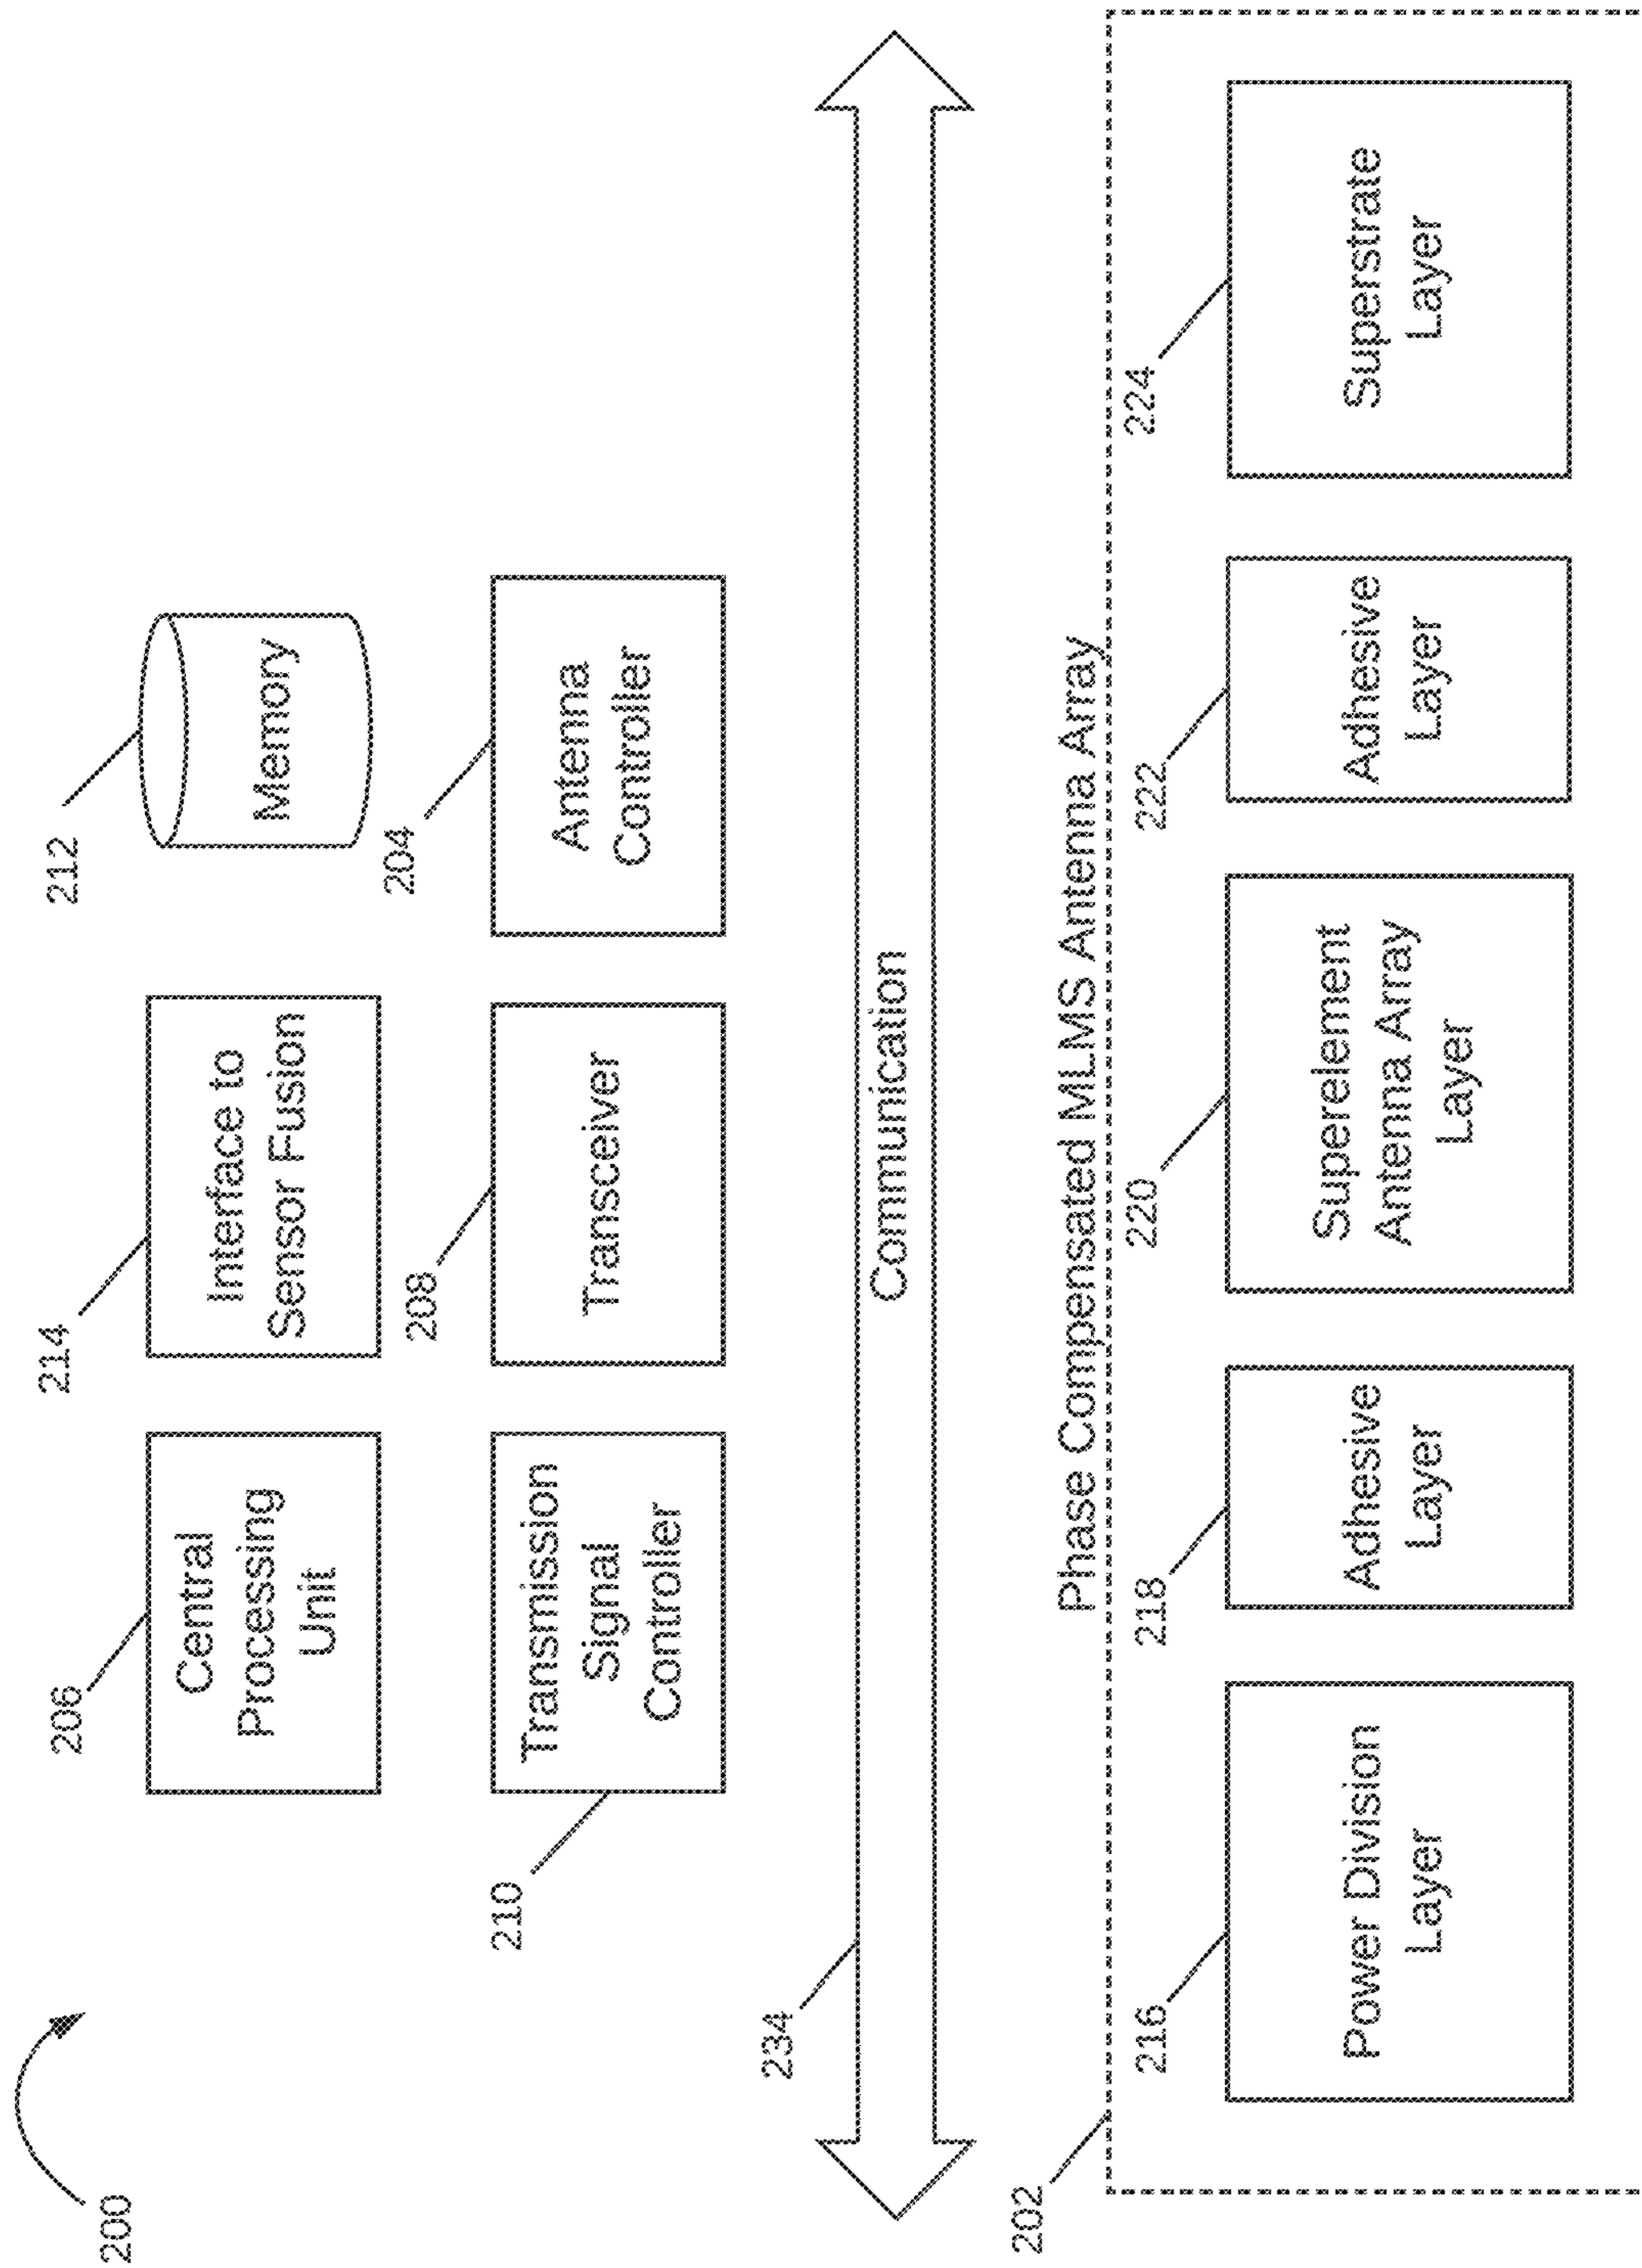 200
206
Central
Processing
Unit
214
Interface to
Sensor Fusion
212
Memory
210
Transmission
Signal
Controller
208
Transceiver
204
Antenna
Controller
234
Communication
202
Phase Compensated MLMS Antenna Array
216
Power Division
Layer
218
Adhesive
Layer
220
Superelement
Antenna Array
Layer
222
Adhesive
Layer
224
Superstrate
Layer